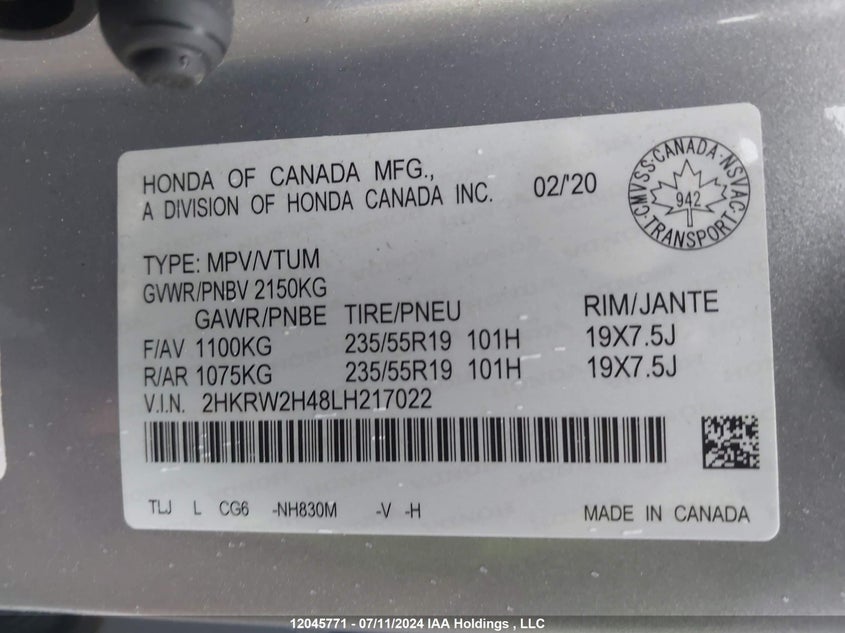 HONDA OF CANADA MFG.,
A DIVISION OF HONDA CANADA INC. 02/'20
CMVSS·CANADA·NSVAC·TRANSPORT
942
TYPE: MPV/VTUM
GVWR/PNBV 2150KG
GAWR/PNBE TIRE/PNEU RIM/JANTE
F/AV 1100KG 235/55R19 101H 19X7.5J
R/AR 1075KG 235/55R19 101H 19X7.5J
V.I.N. 2HKRW2H48LH217022
TLJ L CG6 -NH830M -V -H MADE IN CANADA
12045771 - 07/11/2024 IAA Holdings , LLC